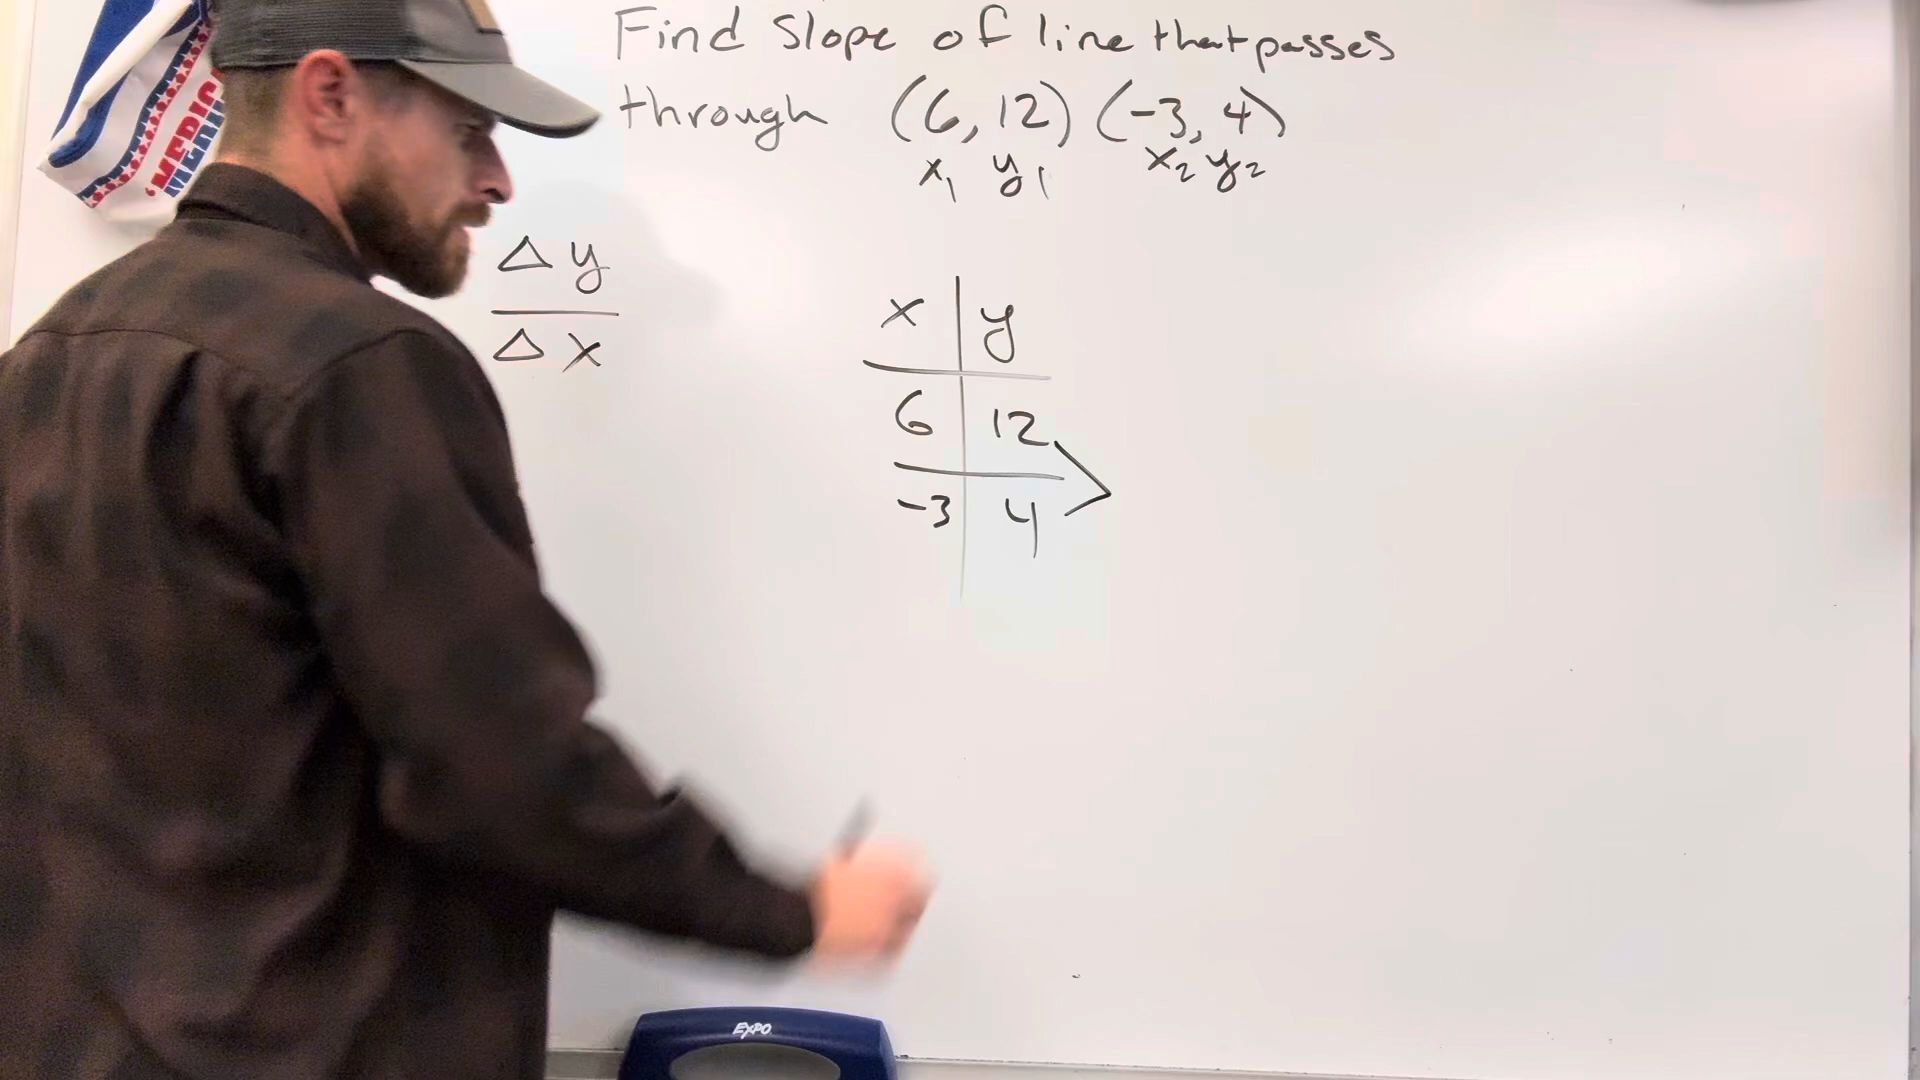 Find Slope of line that passes
through (6, 12) (-3, 4)
x₁ y₁ x₂ y₂
Δy
Δx
x y
6 12
-3 4
'MERICA
EXPO